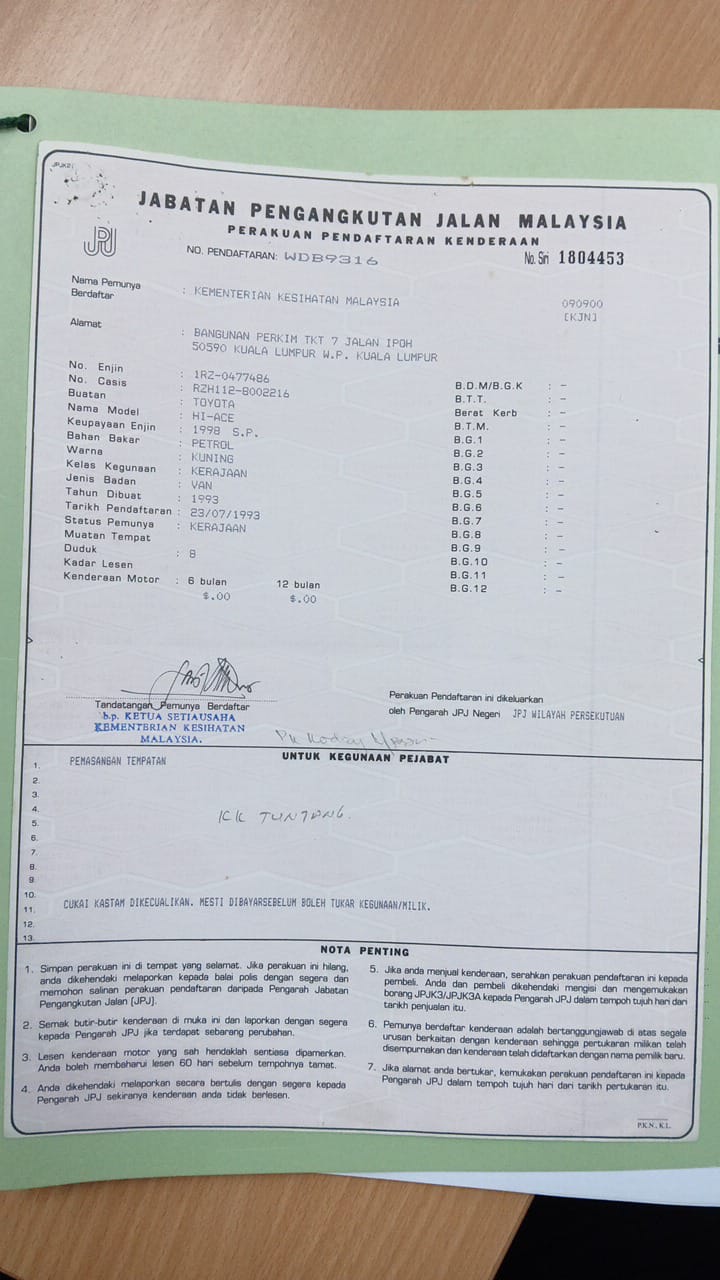 JPJK2
JABATAN PENGANGKUTAN JALAN MALAYSIA
PERAKUAN PENDAFTARAN KENDERAAN
JPJ
NO. PENDAFTARAN: WDB9316
No. Siri 1804453
Nama Pemunya Berdaftar : KEMENTERIAN KESIHATAN MALAYSIA
090900
[KJN]
Alamat : BANGUNAN PERKIM TKT 7 JALAN IPOH
50590 KUALA LUMPUR W.P. KUALA LUMPUR
No. Enjin : 1RZ-0477486
No. Casis : RZH112-8002216
Buatan : TOYOTA
Nama Model : HI-ACE
Keupayaan Enjin : 1998 S.P.
Bahan Bakar : PETROL
Warna : KUNING
Kelas Kegunaan : KERAJAAN
Jenis Badan : VAN
Tahun Dibuat : 1993
Tarikh Pendaftaran : 23/07/1993
Status Pemunya : KERAJAAN
Muatan Tempat
Duduk : 8
Kadar Lesen
Kenderaan Motor : 6 bulan 12 bulan
$.00 $.00
B.D.M/B.G.K : -
B.T.T. : -
Berat Kerb : -
B.T.M. : -
B.G.1 : -
B.G.2 : -
B.G.3 : -
B.G.4 : -
B.G.5 : -
B.G.6 : -
B.G.7 : -
B.G.8 : -
B.G.9 : -
B.G.10 : -
B.G.11 : -
B.G.12 : -
Tandatangan Pemunya Berdaftar
b.p. KETUA SETIAUSAHA
KEMENTERIAN KESIHATAN
MALAYSIA.
Perakuan Pendaftaran ini dikeluarkan
oleh Pengarah JPJ Negeri JPJ WILAYAH PERSEKUTUAN
UNTUK KEGUNAAN PEJABAT
1. PEMASANGAN TEMPATAN
2.
3.
4.
5. KK TUNTANG.
6.
7.
8.
9.
10.
11. CUKAI KASTAM DIKECUALIKAN. MESTI DIBAYARSEBELUM BOLEH TUKAR KEGUNAAN/MILIK.
12.
13.
NOTA PENTING
1. Simpan perakuan ini di tempat yang selamat. Jika perakuan ini hilang,
anda dikehendaki melaporkan kepada balai polis dengan segera dan
memohon salinan perakuan pendaftaran daripada Pengarah Jabatan
Pengangkutan Jalan [JPJ].
2. Semak butir-butir kenderaan di muka ini dan laporkan dengan segera
kepada Pengarah JPJ jika terdapat sebarang perubahan.
3. Lesen kenderaan motor yang sah hendaklah sentiasa dipamerkan.
Anda boleh membaharui lesen 60 hari sebelum tempohnya tamat.
4. Anda dikehendaki melaporkan secara bertulis dengan segera kepada
Pengarah JPJ sekiranya kenderaan anda tidak berlesen.
5. Jika anda menjual kenderaan, serahkan perakuan pendaftaran ini kepada
pembeli. Anda dan pembeli dikehendaki mengisi dan mengemukakan
borang JPJK3/JPJK3A kepada Pengarah JPJ dalam tempoh tujuh hari dari
tarikh penjualan itu.
6. Pemunya berdaftar kenderaan adalah bertanggungjawab di atas segala
urusan berkaitan dengan kenderaan sehingga pertukaran milikan telah
disempurnakan dan kenderaan telah didaftarkan dengan nama pemilik baru.
7. Jika alamat anda bertukar, kemukakan perakuan pendaftaran ini kepada
Pengarah JPJ dalam tempoh tujuh hari dari tarikh pertukaran itu.
P.K.N., K.L.